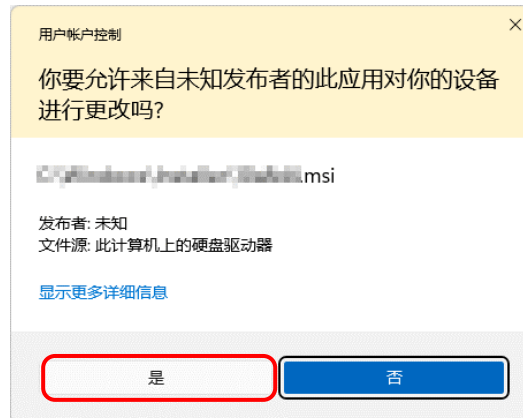 用户帐户控制
你要允许来自未知发布者的此应用对你的设备
进行更改吗?
.msi
发布者: 未知
文件源: 此计算机上的硬盘驱动器
显示更多详细信息
是
否